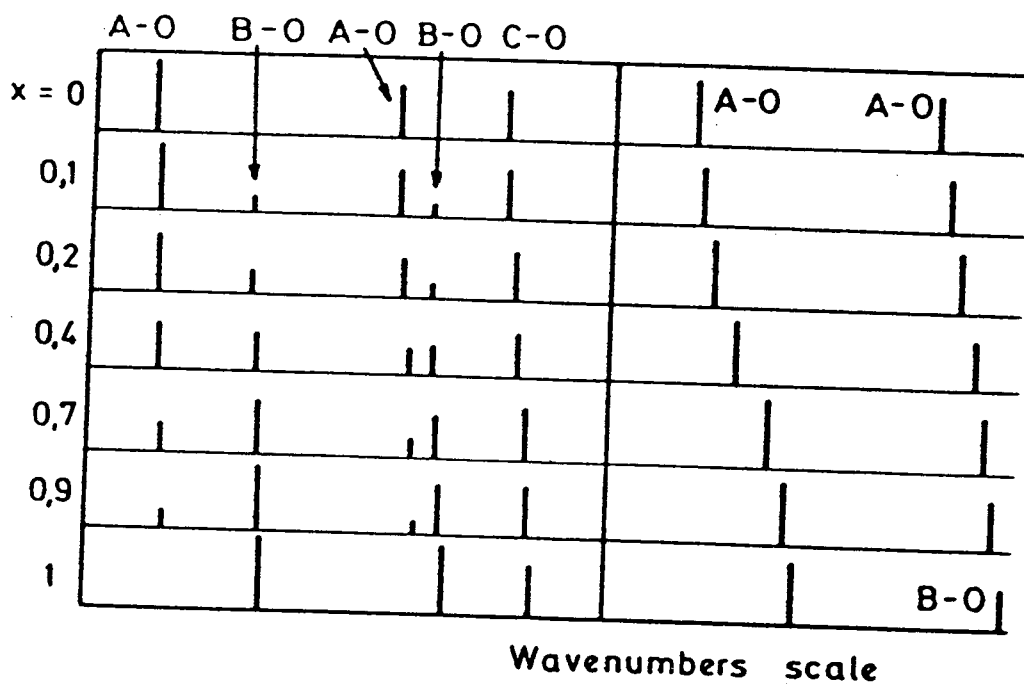 A-O B-O A-O B-O C-O
x = 0 A-O A-O
0,1
0,2
0,4
0,7
0,9
1 B-O
Wavenumbers scale